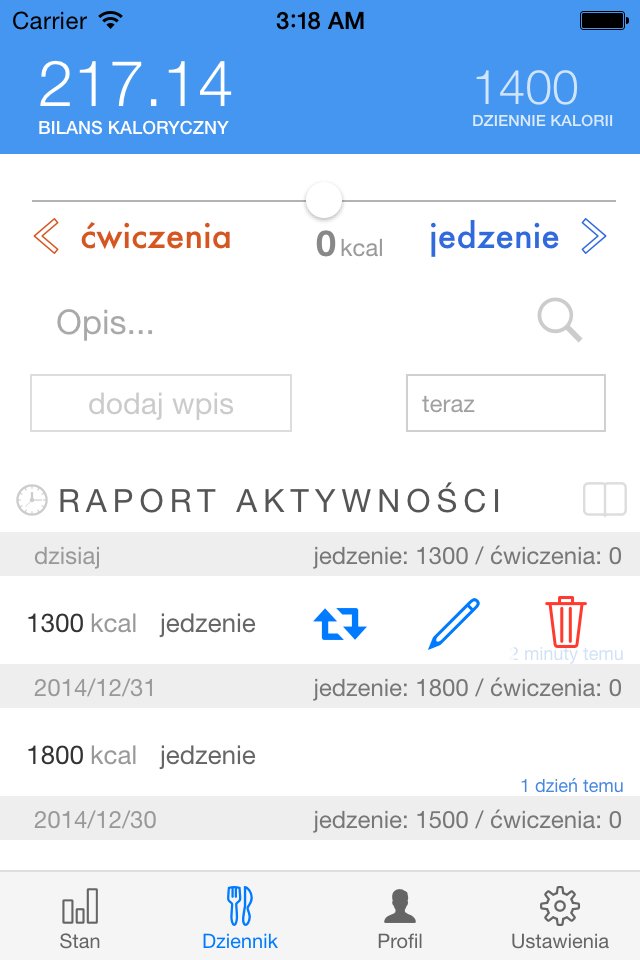 Carrier 3:18 AM
217.14 1400
BILANS KALORYCZNY DZIENNIE KALORII
ćwiczenia 0 kcal jedzenie
Opis...
dodaj wpis teraz
RAPORT AKTYWNOŚCI
dzisiaj jedzenie: 1300 / ćwiczenia: 0
1300 kcal jedzenie
2 minuty temu
2014/12/31 jedzenie: 1800 / ćwiczenia: 0
1800 kcal jedzenie
1 dzień temu
2014/12/30 jedzenie: 1500 / ćwiczenia: 0
Stan Dziennik Profil Ustawienia